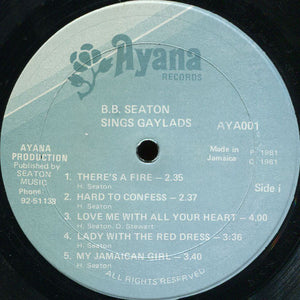 Ayana
RECORDS
B.B. SEATON
SINGS GAYLADS
AYA001
AYANA
PRODUCTION
Published by
SEATON
MUSIC
Phone
92-51138
Made in
Jamaica
P 1981
C 1981
Side i
1. THERE'S A FIRE – 2.35
H. Seaton
2. HARD TO CONFESS – 2.37
H. Seaton
3. LOVE ME WITH ALL YOUR HEART – 4.00
H. Seaton, D. Stewart
4. LADY WITH THE RED DRESS – 3.36
H. Seaton
5. MY JAMAICAN GIRL – 3.40
H. Seaton
ALL RIGHTS RESERVED